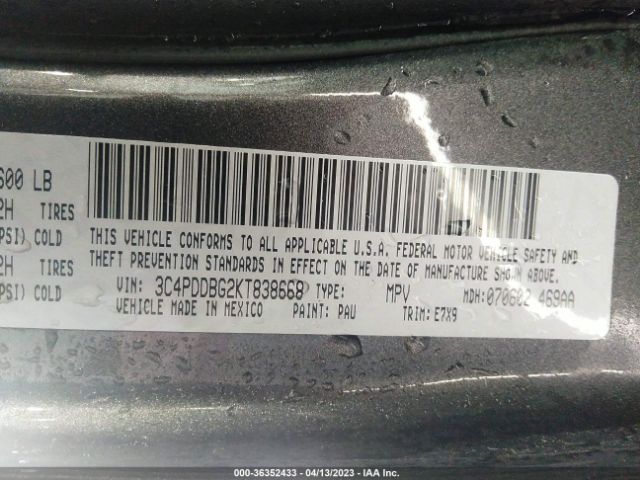 600 LB
2H TIRES
PSI) COLD
2H TIRES
PSI) COLD
THIS VEHICLE CONFORMS TO ALL APPLICABLE U.S.A. FEDERAL MOTOR VEHICLE SAFETY AND
THEFT PREVENTION STANDARDS IN EFFECT ON THE DATE OF MANUFACTURE SHOWN ABOVE.
VIN: 3C4PDDBG2KT838668 TYPE: MPV MDH: 070602 468AA
VEHICLE MADE IN MEXICO PAINT: PAU TRIM: E7X9
000-36352433 - 04/13/2023 - IAA Inc.